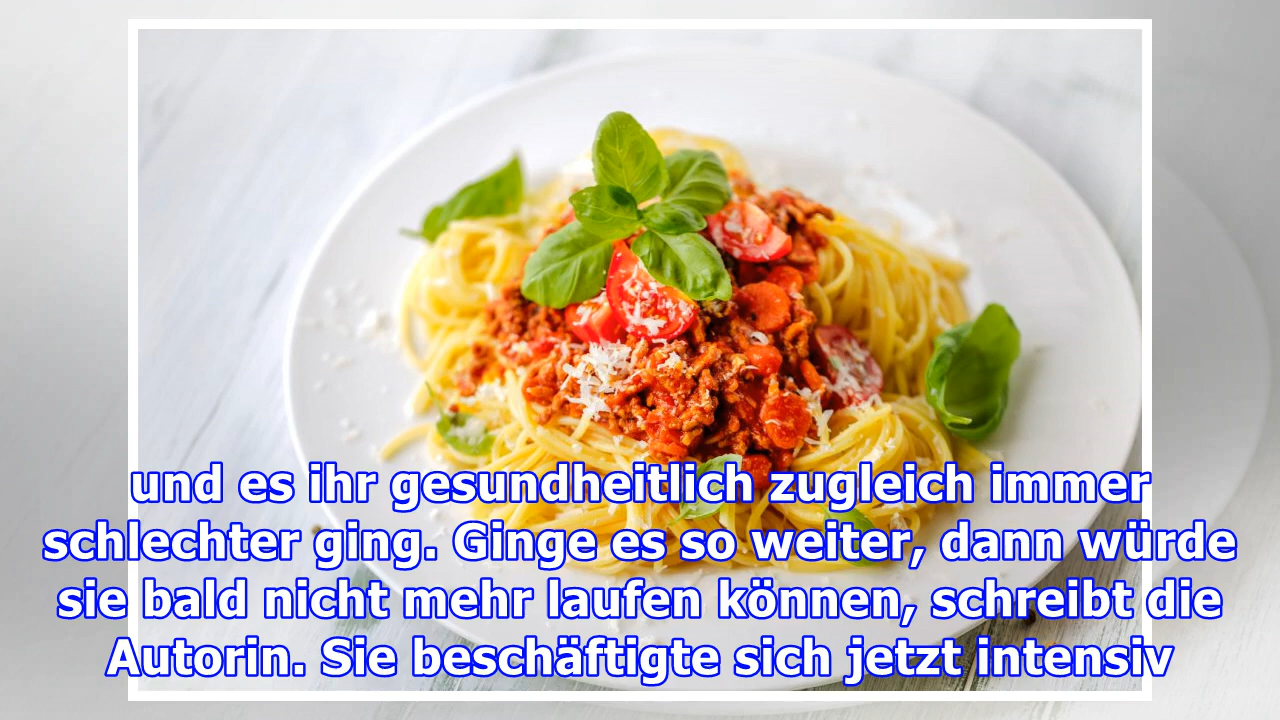 und es ihr gesundheitlich zugleich immer
schlechter ging. Ginge es so weiter, dann würde
sie bald nicht mehr laufen können, schreibt die
Autorin. Sie beschäftigte sich jetzt intensiv